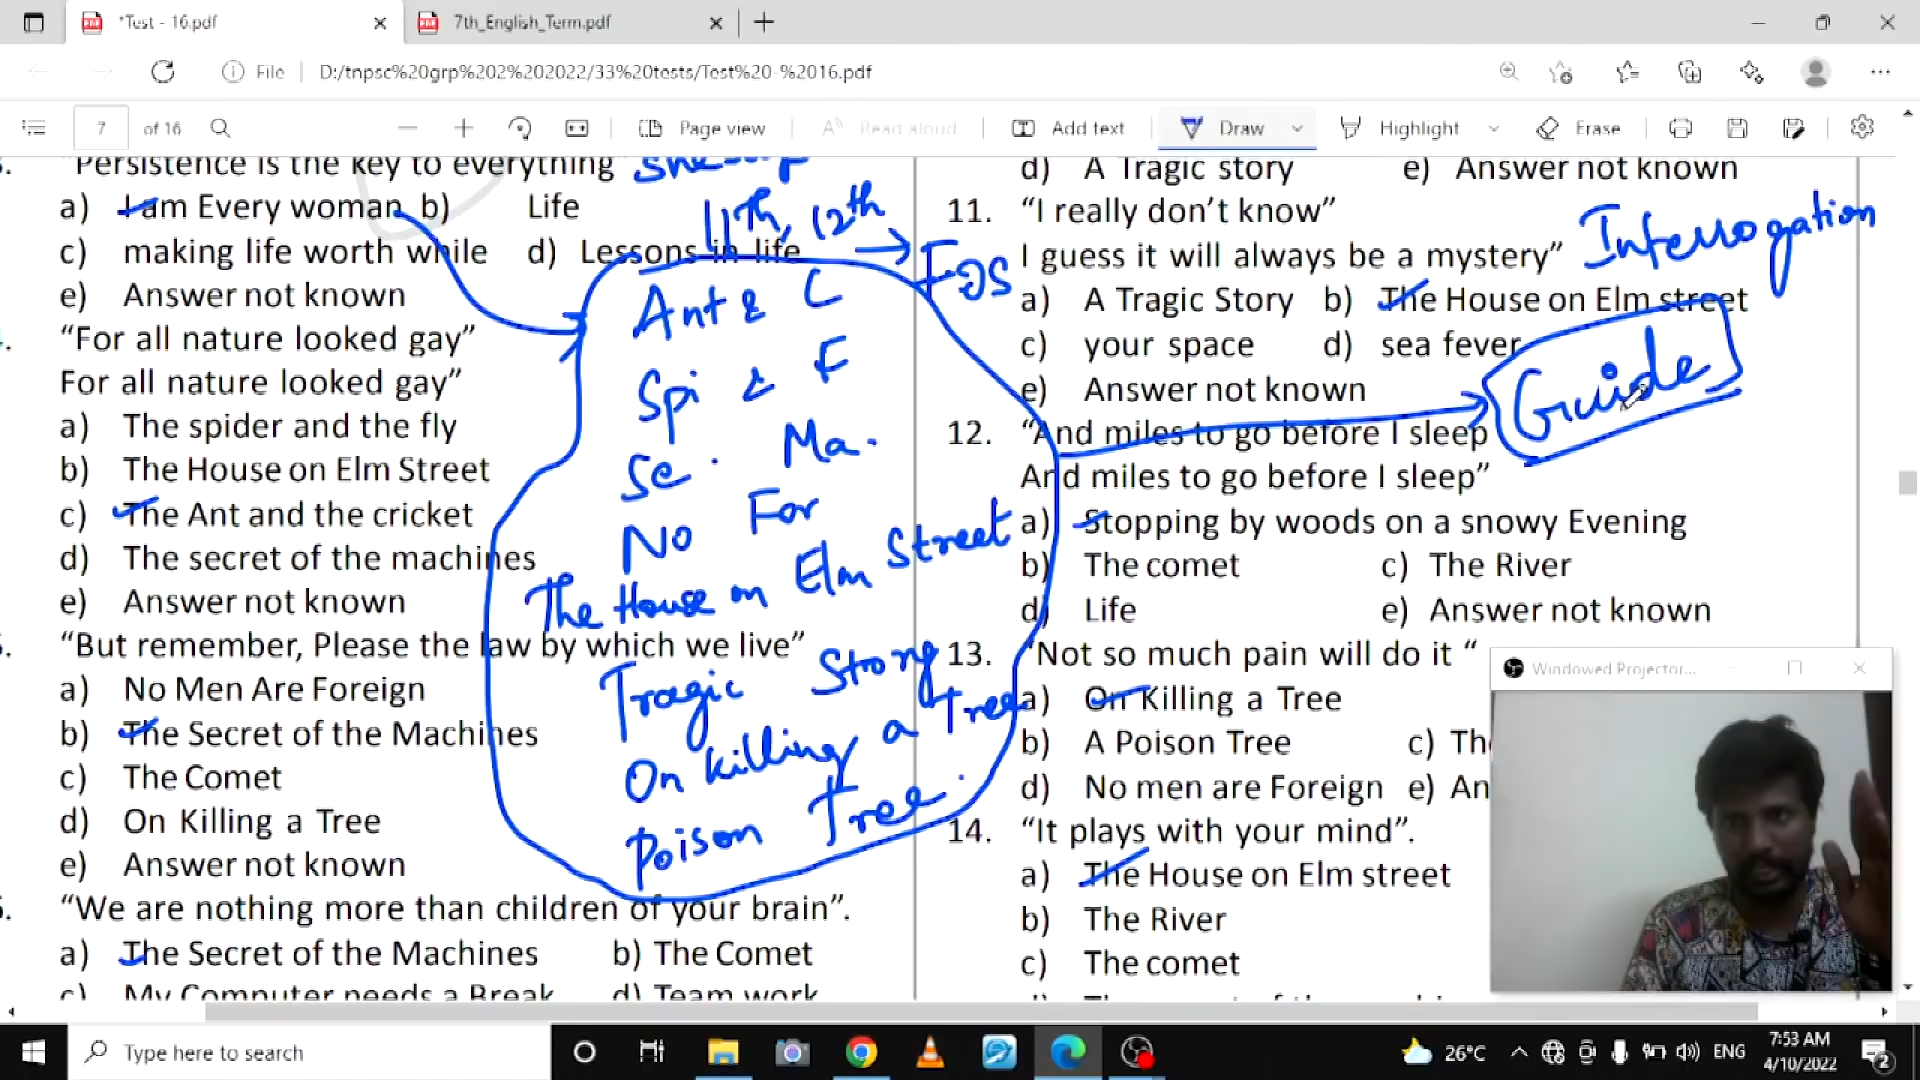 *Test - 16.pdf
7th_English_Term.pdf
File
D:/tnpsc%20grp%202%202022/33%20tests/Test%20-%2016.pdf
7 of 16
Page view
Read aloud
Add text
Draw
Highlight
Erase
"Persistence is the key to everything
a) I am Every woman b) Life
c) making life worth while d) Lessons in life
e) Answer not known
"For all nature looked gay"
For all nature looked gay"
a) The spider and the fly
b) The House on Elm Street
c) The Ant and the cricket
d) The secret of the machines
e) Answer not known
"But remember, Please the law by which we live"
a) No Men Are Foreign
b) The Secret of the Machines
c) The Comet
d) On Killing a Tree
e) Answer not known
"We are nothing more than children of your brain".
a) The Secret of the Machines b) The Comet
c) My Computer needs a Break d) Team work
11th, 12th
FOS
Ant & C
Spi & F
Se. Ma.
No For
The House on Elm Street
Tragic Story
On killing a Tree
Poison Tree.
d) A Tragic story e) Answer not known
11. "I really don't know"
I guess it will always be a mystery"
Interrogation
a) A Tragic Story b) The House on Elm street
c) your space d) sea fever
e) Answer not known
Guide
12. "And miles to go before I sleep
And miles to go before I sleep"
a) Stopping by woods on a snowy Evening
b) The comet c) The River
d) Life e) Answer not known
13. "Not so much pain will do it "
a) On Killing a Tree
b) A Poison Tree c) Th
d) No men are Foreign e) An
14. "It plays with your mind".
a) The House on Elm street
b) The River
c) The comet
Windowed Projector...
Type here to search
26°C
ENG
7:53 AM
4/10/2022
2